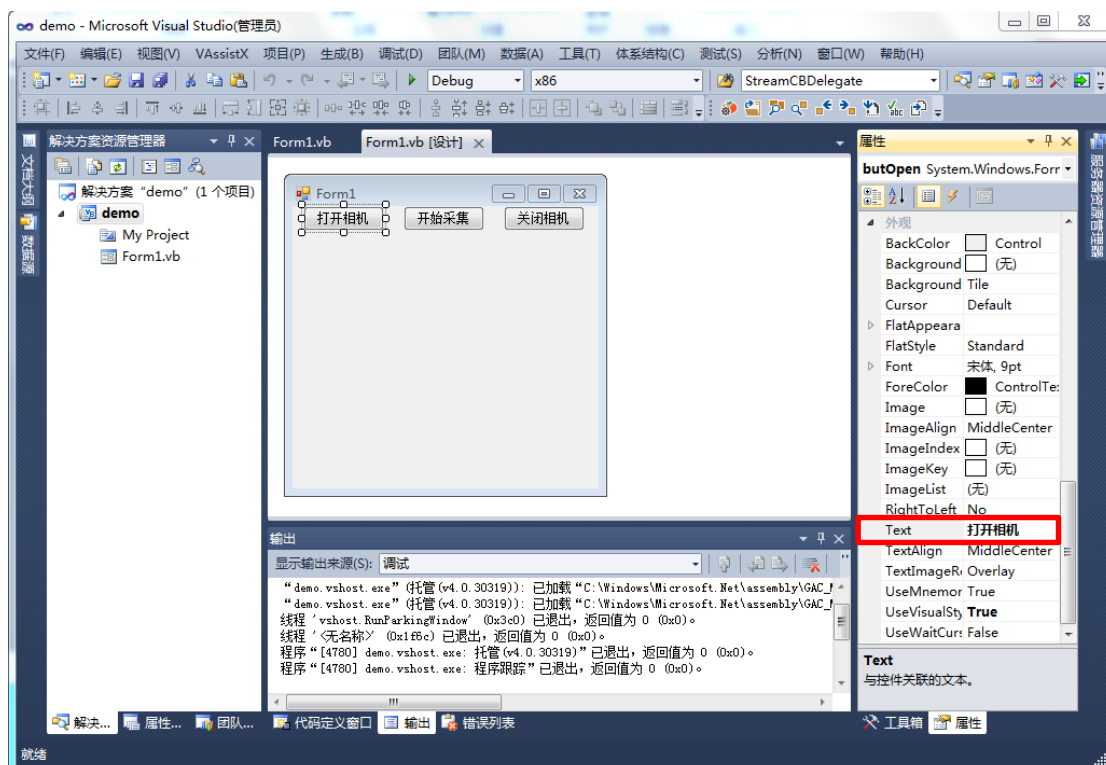 demo - Microsoft Visual Studio(管理员)
文件(F) 编辑(E) 视图(V) VAssistX 项目(P) 生成(B) 调试(D) 团队(M) 数据(A) 工具(T) 体系结构(C) 测试(S) 分析(N) 窗口(W) 帮助(H)
Debug x86 StreamCBDelegate
文档大纲
数据源
解决方案资源管理器
解决方案 “demo” (1 个项目)
demo
My Project
Form1.vb
解决... 属性... 团队...
Form1.vb Form1.vb [设计]
Form1
打开相机 开始采集 关闭相机
输出
显示输出来源(S): 调试
“demo.vshost.exe” (托管(v4.0.30319)): 已加载 “C:\Windows\Microsoft.Net\assembly\GAC_
“demo.vshost.exe” (托管(v4.0.30319)): 已加载 “C:\Windows\Microsoft.Net\assembly\GAC_
线程 'vshost.RunParkingWindow' (0x3c0) 已退出，返回值为 0 (0x0)。
线程 '<无名称>' (0x1f6c) 已退出，返回值为 0 (0x0)。
程序 “[4780] demo.vshost.exe: 托管(v4.0.30319)” 已退出，返回值为 0 (0x0)。
程序 “[4780] demo.vshost.exe: 程序跟踪” 已退出，返回值为 0 (0x0)。
代码定义窗口 输出 错误列表
属性
butOpen System.Windows.Forr
外观
BackColor Control
Background (无)
Background Tile
Cursor Default
FlatAppeara
FlatStyle Standard
Font 宋体, 9pt
ForeColor ControlTe
Image (无)
ImageAlign MiddleCenter
ImageIndex (无)
ImageKey (无)
ImageList (无)
RightToLeft No
Text 打开相机
TextAlign MiddleCenter
TextImageR Overlay
UseMnemor True
UseVisualSty True
UseWaitCurs False
Text
与控件关联的文本。
工具箱 属性
服务器资源管理器
就绪